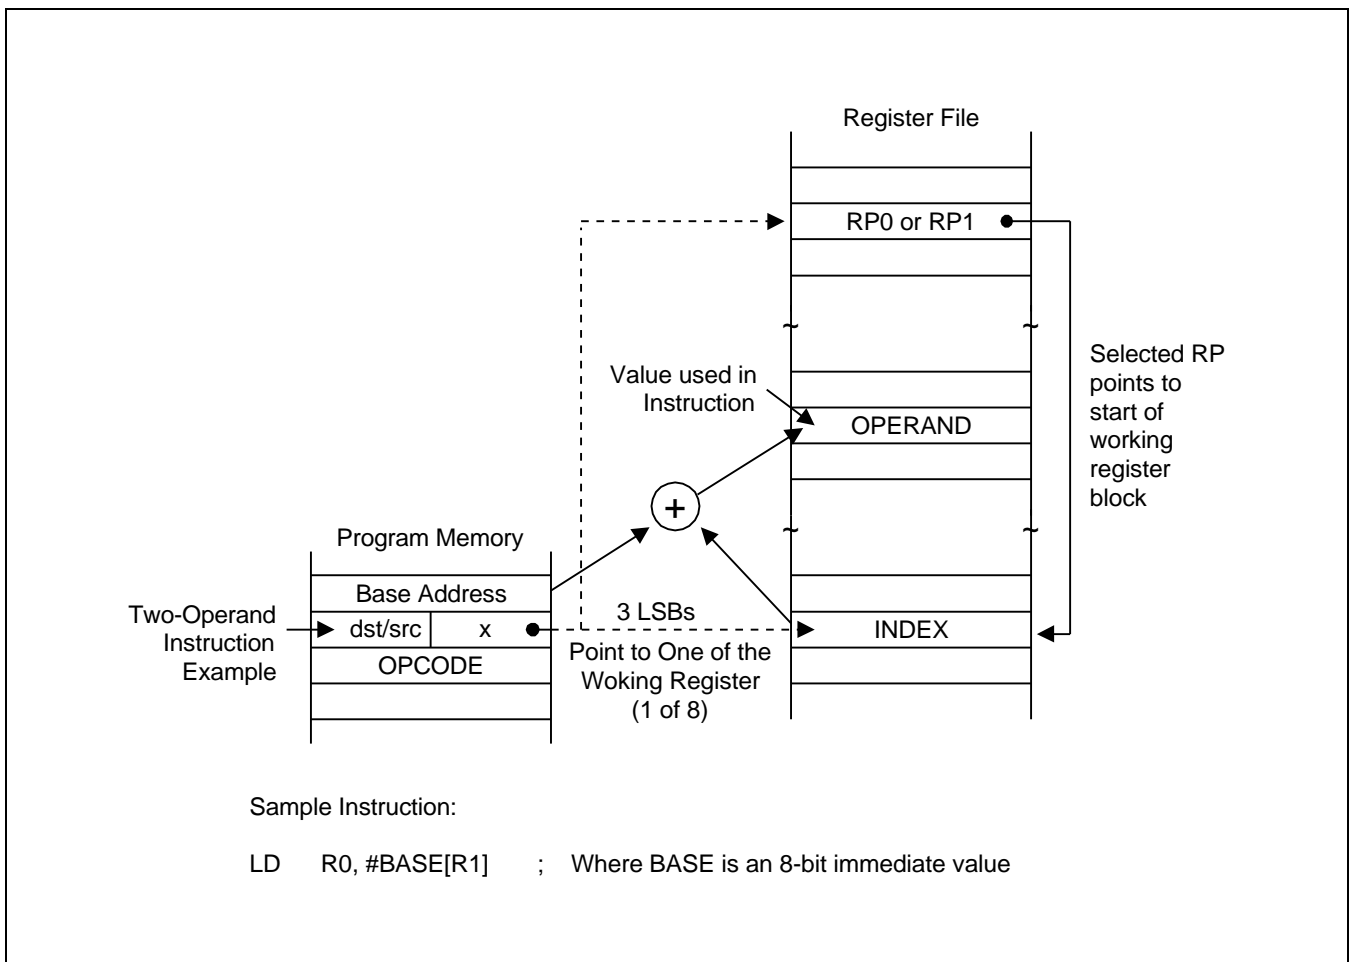 Register File
RP0 or RP1
Selected RP
points to
start of
working
register
block
Value used in
Instruction
OPERAND
+
Program Memory
Base Address
Two-Operand
Instruction
Example
dst/src
x
3 LSBs
INDEX
OPCODE
Point to One of the
Woking Register
(1 of 8)
~
~
~
~
Sample Instruction:
LD R0, #BASE[R1] ; Where BASE is an 8-bit immediate value